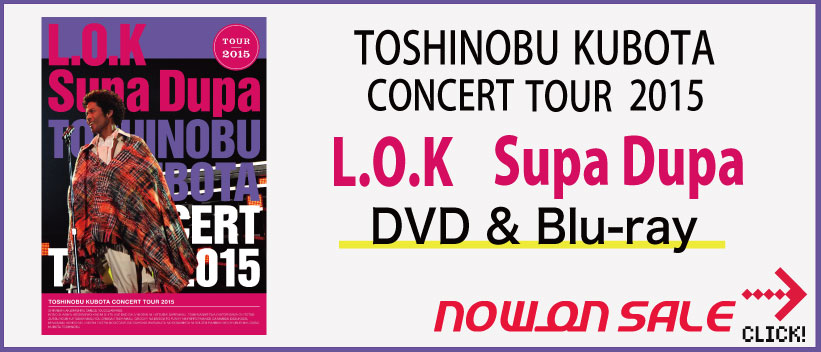 L.O.K
TOUR
2015
Supa Dupa
TOSHINOBU
KUBOTA
CONCERT
TOUR 2015
TOSHINOBU KUBOTA CONCERT TOUR 2015
TOSHINOBU KUBOTA
CONCERT TOUR 2015
L.O.K Supa Dupa
DVD & Blu-ray
NOW ON SALE
CLICK!